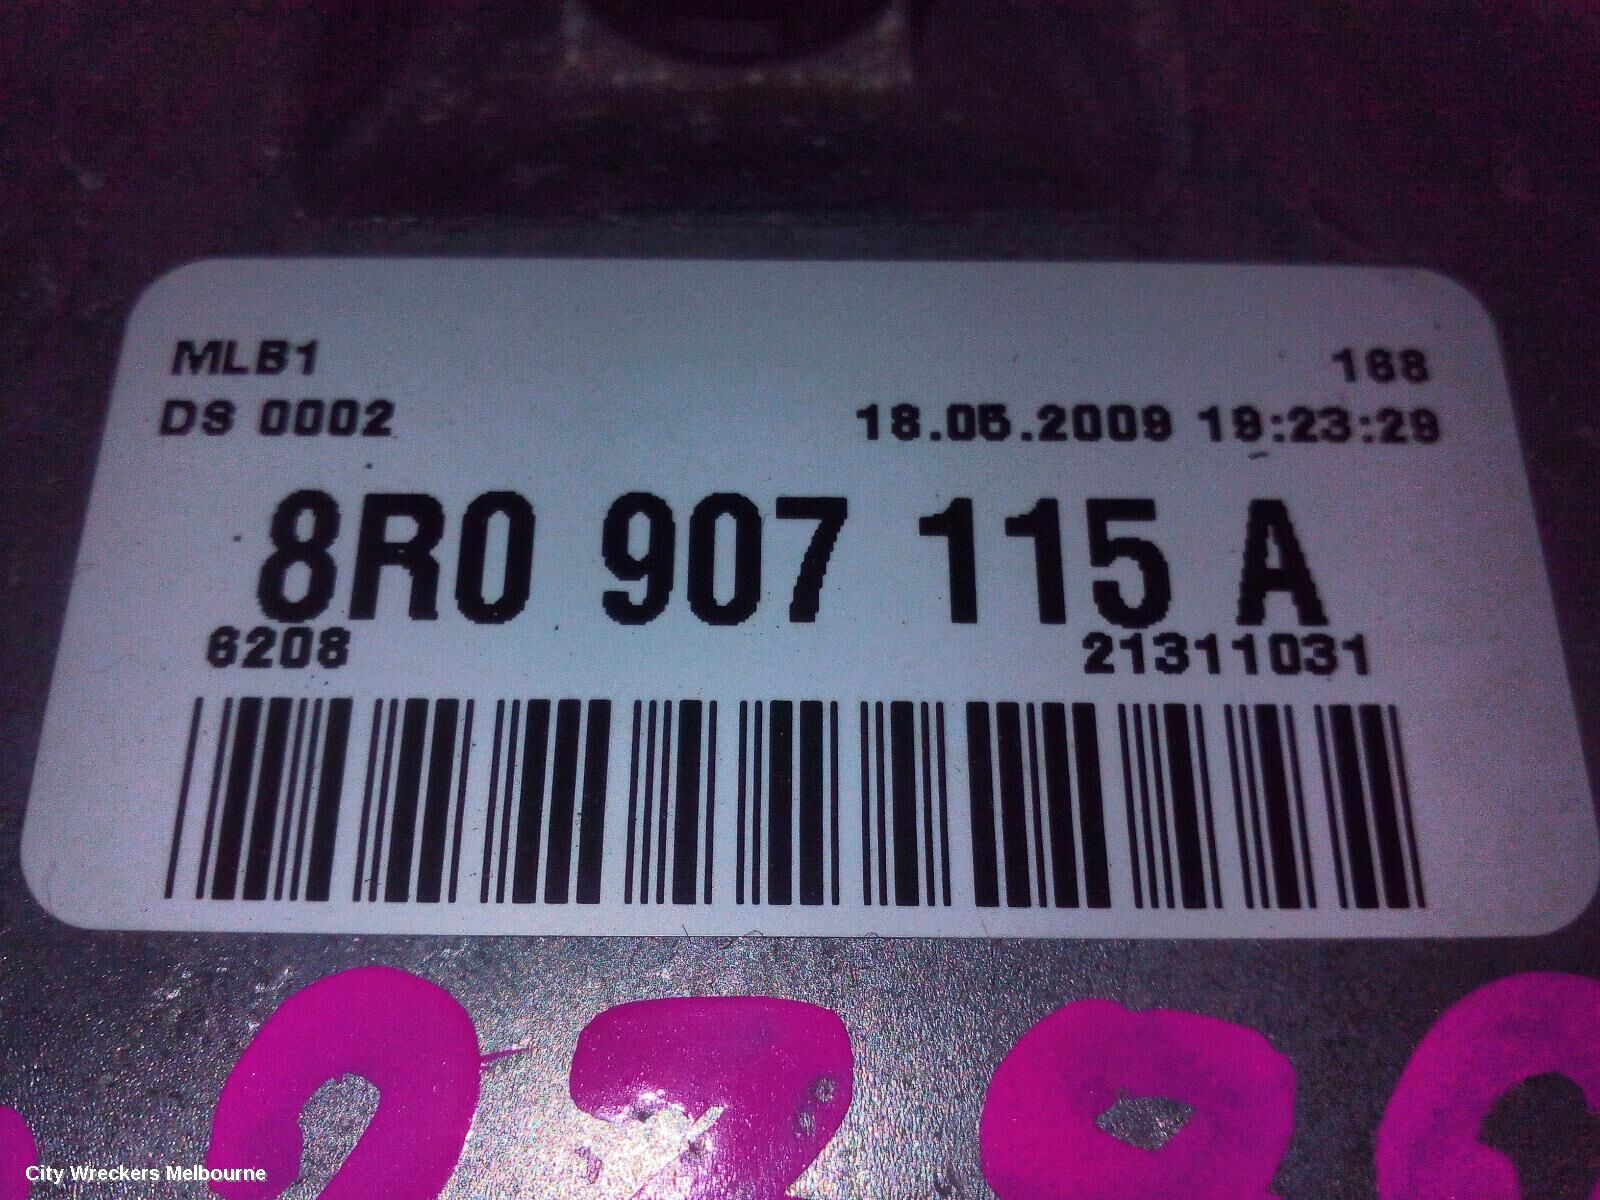 MLB1
168
DS 0002
18.05.2009 19:23:29
8R0 907 115 A
6208
21311031
City Wreckers Melbourne